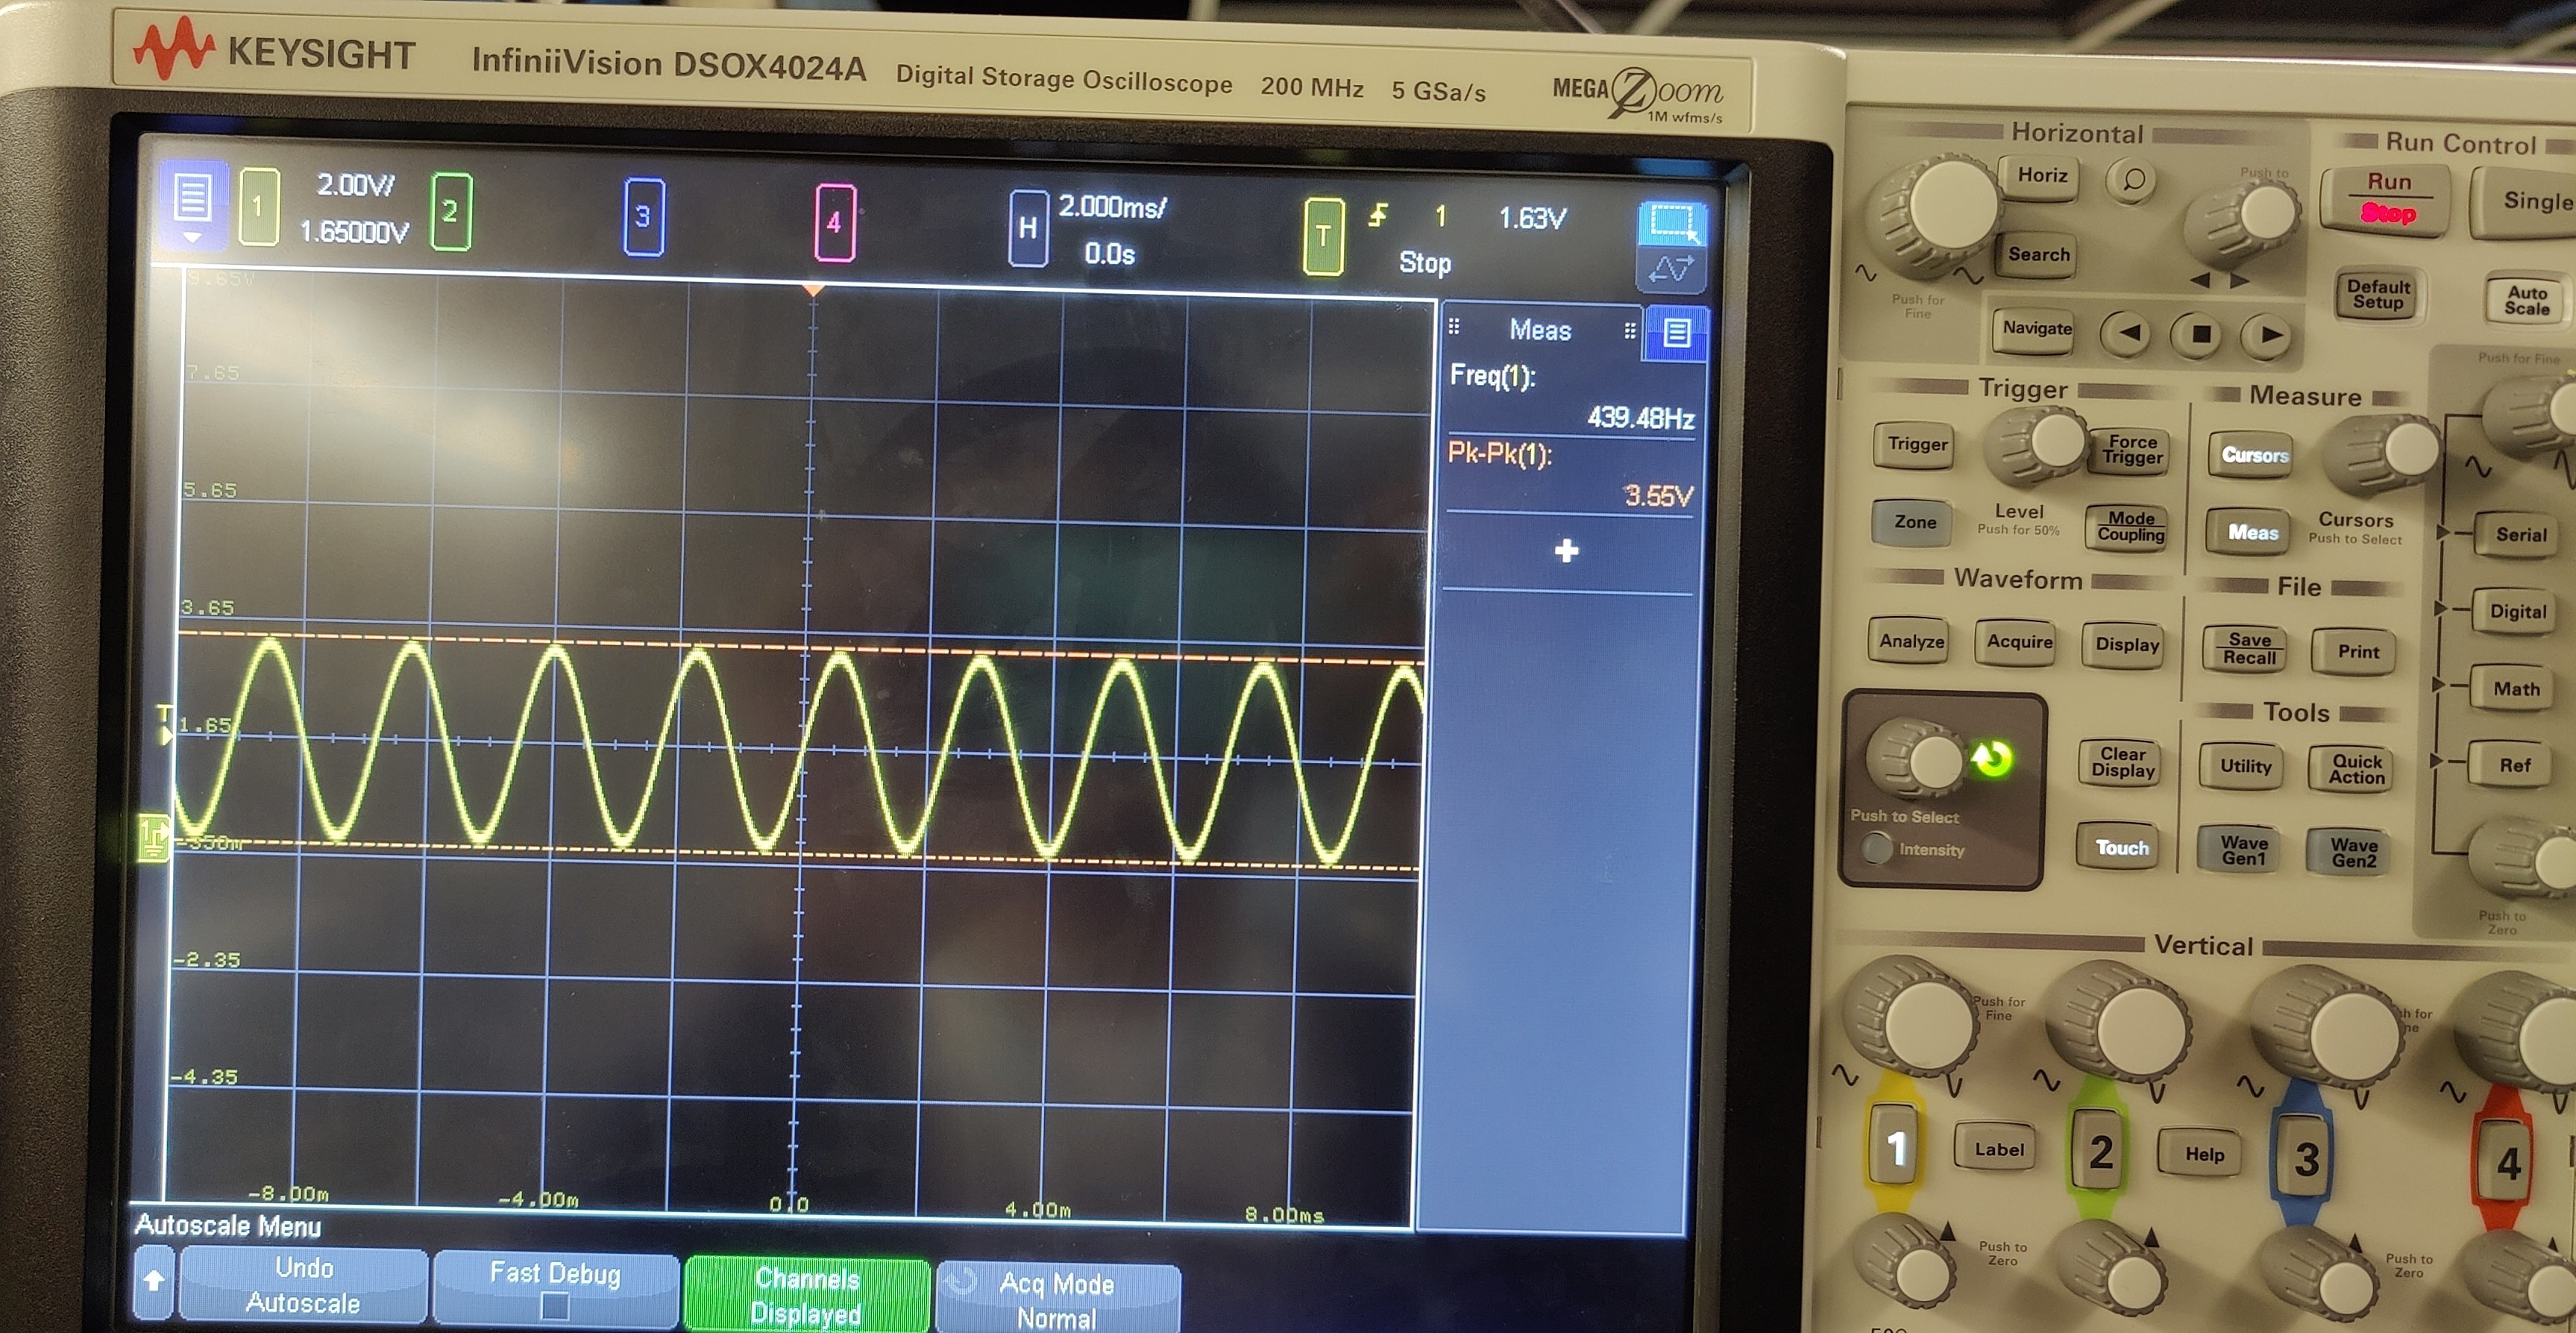 KEYSIGHT InfiniiVision DSOX4024A Digital Storage Oscilloscope 200 MHz 5 GSa/s MEGA Zoom
1M wfms/s
1 2.00V/ 2 3 4 H 2.000ms/ T 1 1.63V
1.65000V 0.0s Stop
9.65V
7.65
5.65
3.65
T
1.65
-350m
-2.35
-4.35
-8.00m -4.00m 0.0 4.00m 8.00ms
Meas
Freq(1):
439.48Hz
Pk-Pk(1):
3.55V
+
Autoscale Menu
Undo
Autoscale
Fast Debug
Channels
Displayed
Acq Mode
Normal
Horizontal
Horiz
Push to
Search
Push for
Fine
Navigate
Run Control
Run
Stop
Single
Default
Setup
Auto
Scale
Push for Fine
Trigger
Trigger
Force
Trigger
Zone
Level
Push for 50%
Mode
Coupling
Measure
Cursors
Meas
Cursors
Push to Select
Serial
Digital
Math
Ref
Push to
Zero
Waveform
Analyze
Acquire
Display
File
Save
Recall
Print
Tools
Clear
Display
Utility
Quick
Action
Push to Select
Intensity
Touch
Wave
Gen1
Wave
Gen2
Vertical
Push for
Fine
h for
ne
1
Label
2
Help
3
4
Push to
Zero
Push to
Zero